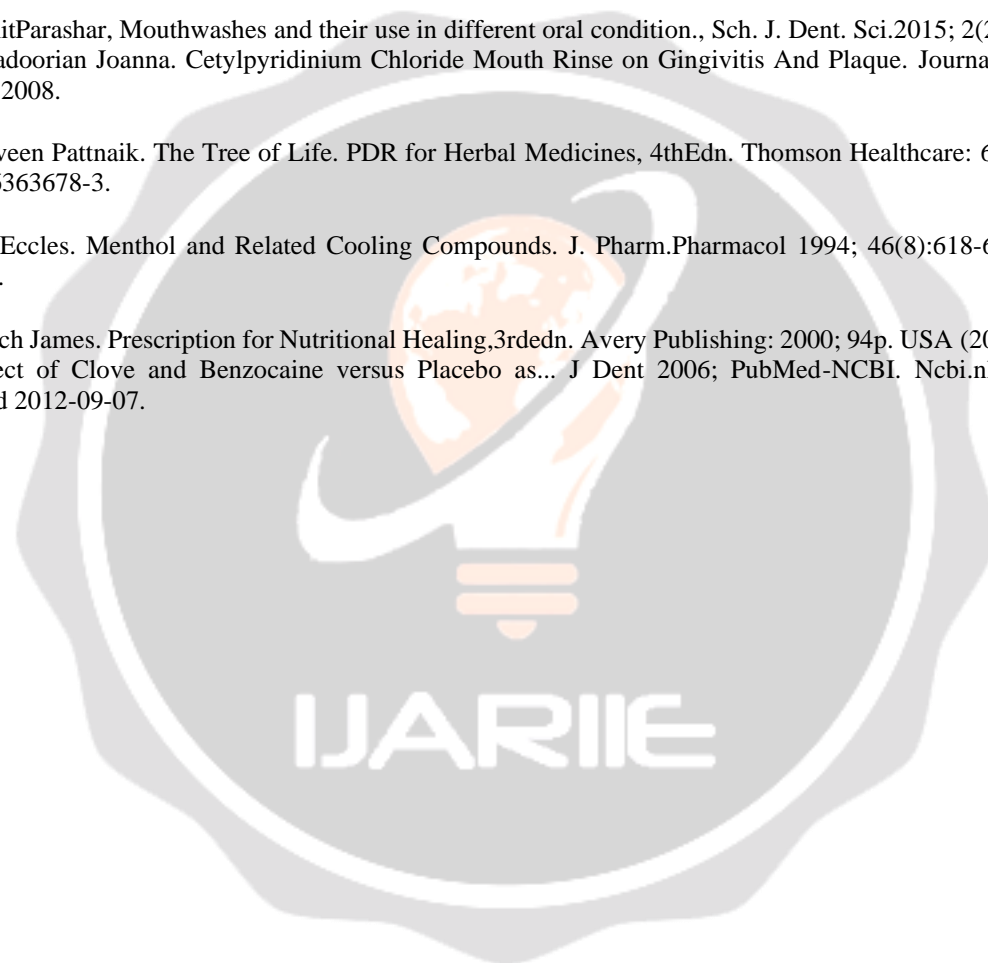 itParashar, Mouthwashes and their use in different oral condition., Sch. J. Dent. Sci.2015; 2(2
adoorian Joanna. Cetylpyridinium Chloride Mouth Rinse on Gingivitis And Plaque. Journa
2008.
veen Pattnaik. The Tree of Life. PDR for Herbal Medicines, 4thEdn. Thomson Healthcare: 6
5363678-3.
Eccles. Menthol and Related Cooling Compounds. J. Pharm.Pharmacol 1994; 46(8):618-6
.
ch James. Prescription for Nutritional Healing,3rdedn. Avery Publishing: 2000; 94p. USA (20
ect of Clove and Benzocaine versus Placebo as... J Dent 2006; PubMed-NCBI. Ncbi.nl
d 2012-09-07.
IJARIIE